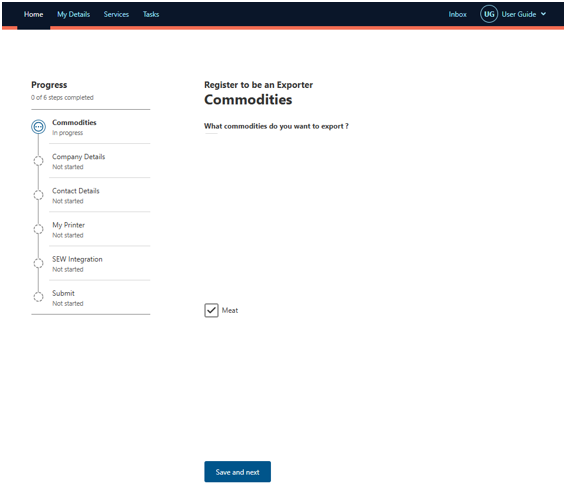 Home My Details Services Tasks Inbox UG User Guide
Progress
0 of 6 steps completed
Commodities
In progress
Company Details
Not started
Contact Details
Not started
My Printer
Not started
SEW Integration
Not started
Submit
Not started
Register to be an Exporter
Commodities
What commodities do you want to export ?
Meat
Save and next